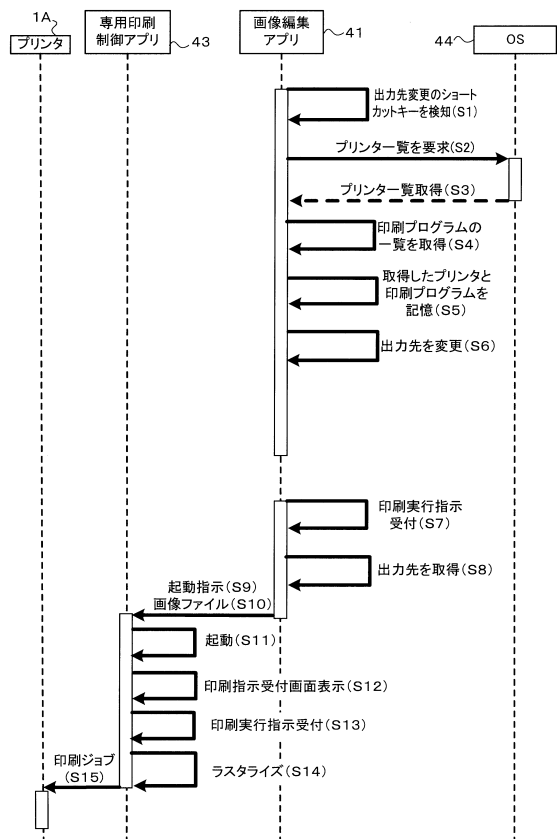 1A
プリンタ
専用印刷
制御アプリ
43
画像編集
アプリ
41
44
OS
出力先変更のショート
カットキーを検知(S1)
プリンタ一覧を要求(S2)
プリンタ一覧取得(S3)
印刷プログラムの
一覧を取得(S4)
取得したプリンタと
印刷プログラムを
記憶(S5)
出力先を変更(S6)
印刷実行指示
受付(S7)
出力先を取得(S8)
起動指示(S9)
画像ファイル(S10)
起動(S11)
印刷指示受付画面表示(S12)
印刷実行指示受付(S13)
ラスタライズ(S14)
印刷ジョブ
(S15)